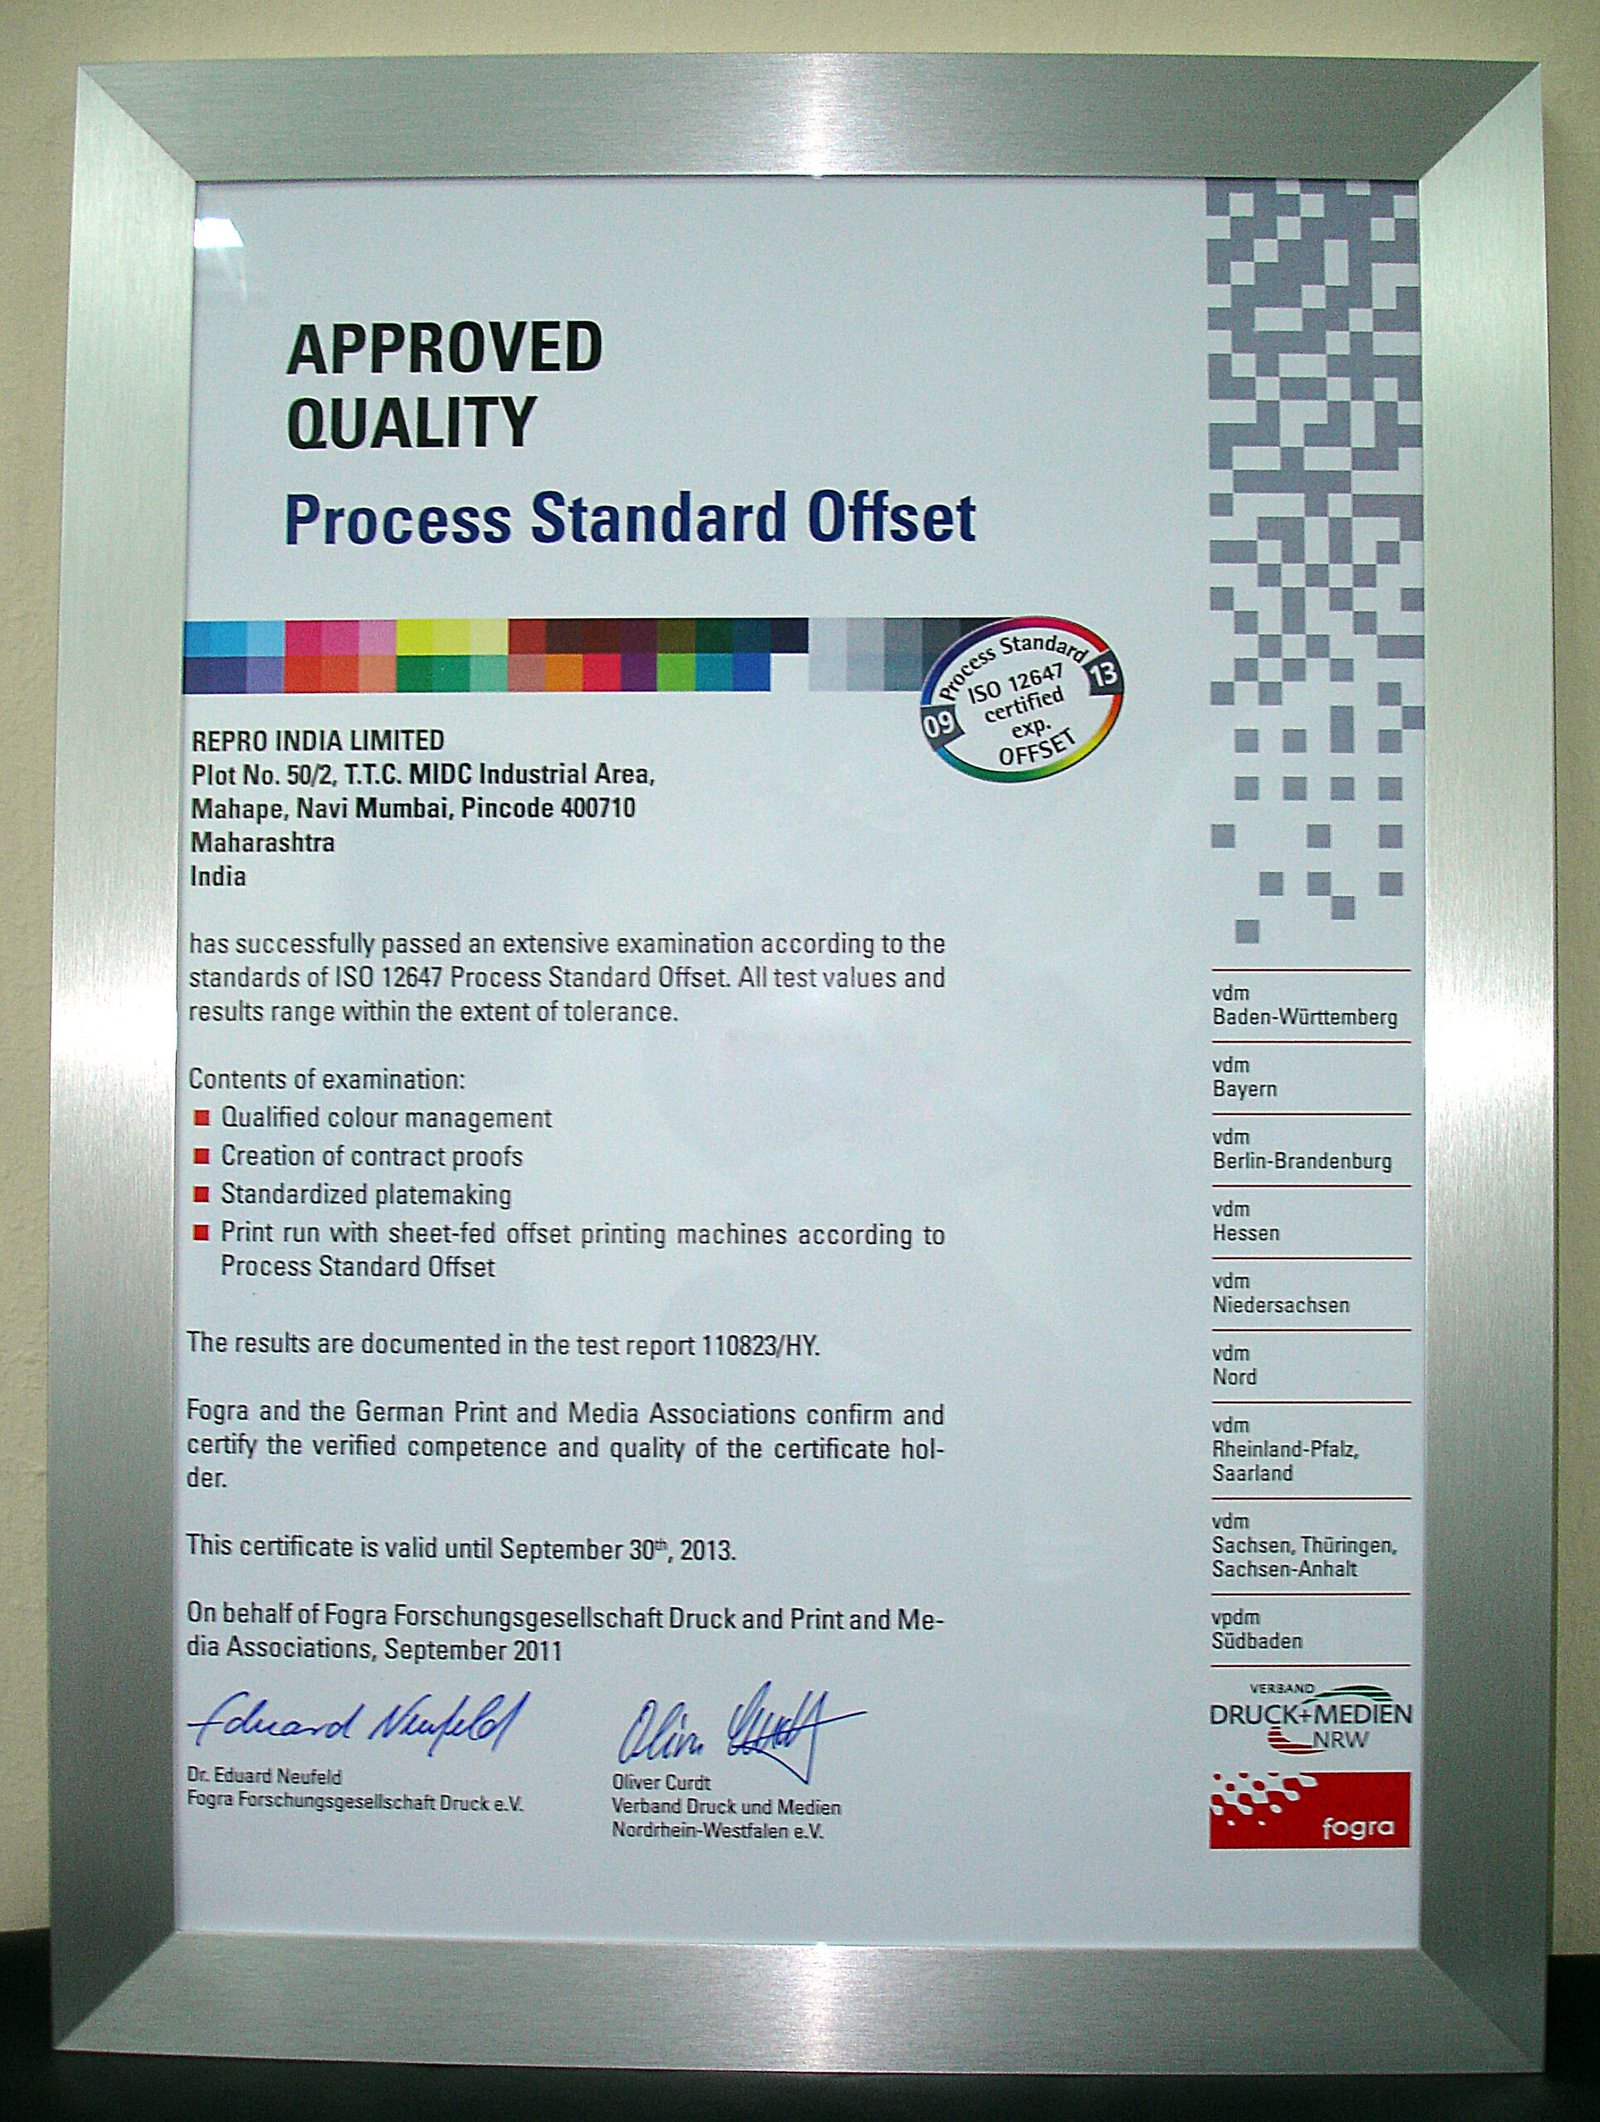 APPROVED
QUALITY
Process Standard Offset
Process Standard
09
13
ISO 12647
certified
exp.
OFFSET
REPRO INDIA LIMITED
Plot No. 50/2, T.T.C. MIDC Industrial Area,
Mahape, Navi Mumbai, Pincode 400710
Maharashtra
India
has successfully passed an extensive examination according to the
standards of ISO 12647 Process Standard Offset. All test values and
results range within the extent of tolerance.
Contents of examination:
Qualified colour management
Creation of contract proofs
Standardized platemaking
Print run with sheet-fed offset printing machines according to
Process Standard Offset
The results are documented in the test report 110823/HY.
Fogra and the German Print and Media Associations confirm and
certify the verified competence and quality of the certificate hol-
der.
This certificate is valid until September 30th, 2013.
On behalf of Fogra Forschungsgesellschaft Druck and Print and Me-
dia Associations, September 2011
Eduard Neufeld
Oliver Curdt
Dr. Eduard Neufeld
Fogra Forschungsgesellschaft Druck e.V.
Oliver Curdt
Verband Druck und Medien
Nordrhein-Westfalen e.V.
vdm
Baden-Württemberg
vdm
Bayern
vdm
Berlin-Brandenburg
vdm
Hessen
vdm
Niedersachsen
vdm
Nord
vdm
Rheinland-Pfalz,
Saarland
vdm
Sachsen, Thüringen,
Sachsen-Anhalt
vpdm
Südbaden
VERBAND
DRUCK+MEDIEN
NRW
fogra